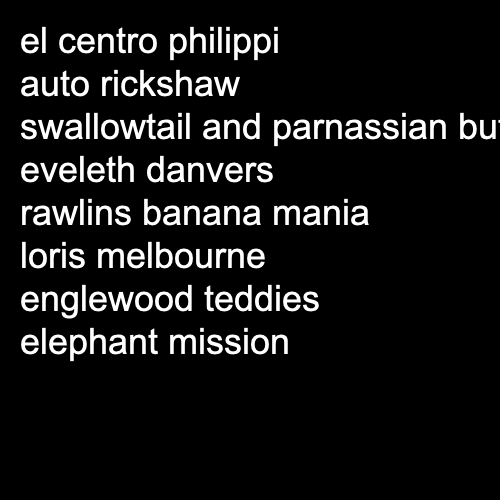 el centro philippi
auto rickshaw
swallowtail and parnassian
eveleth danvers
rawlins banana mania
loris melbourne
englewood teddies
elephant mission